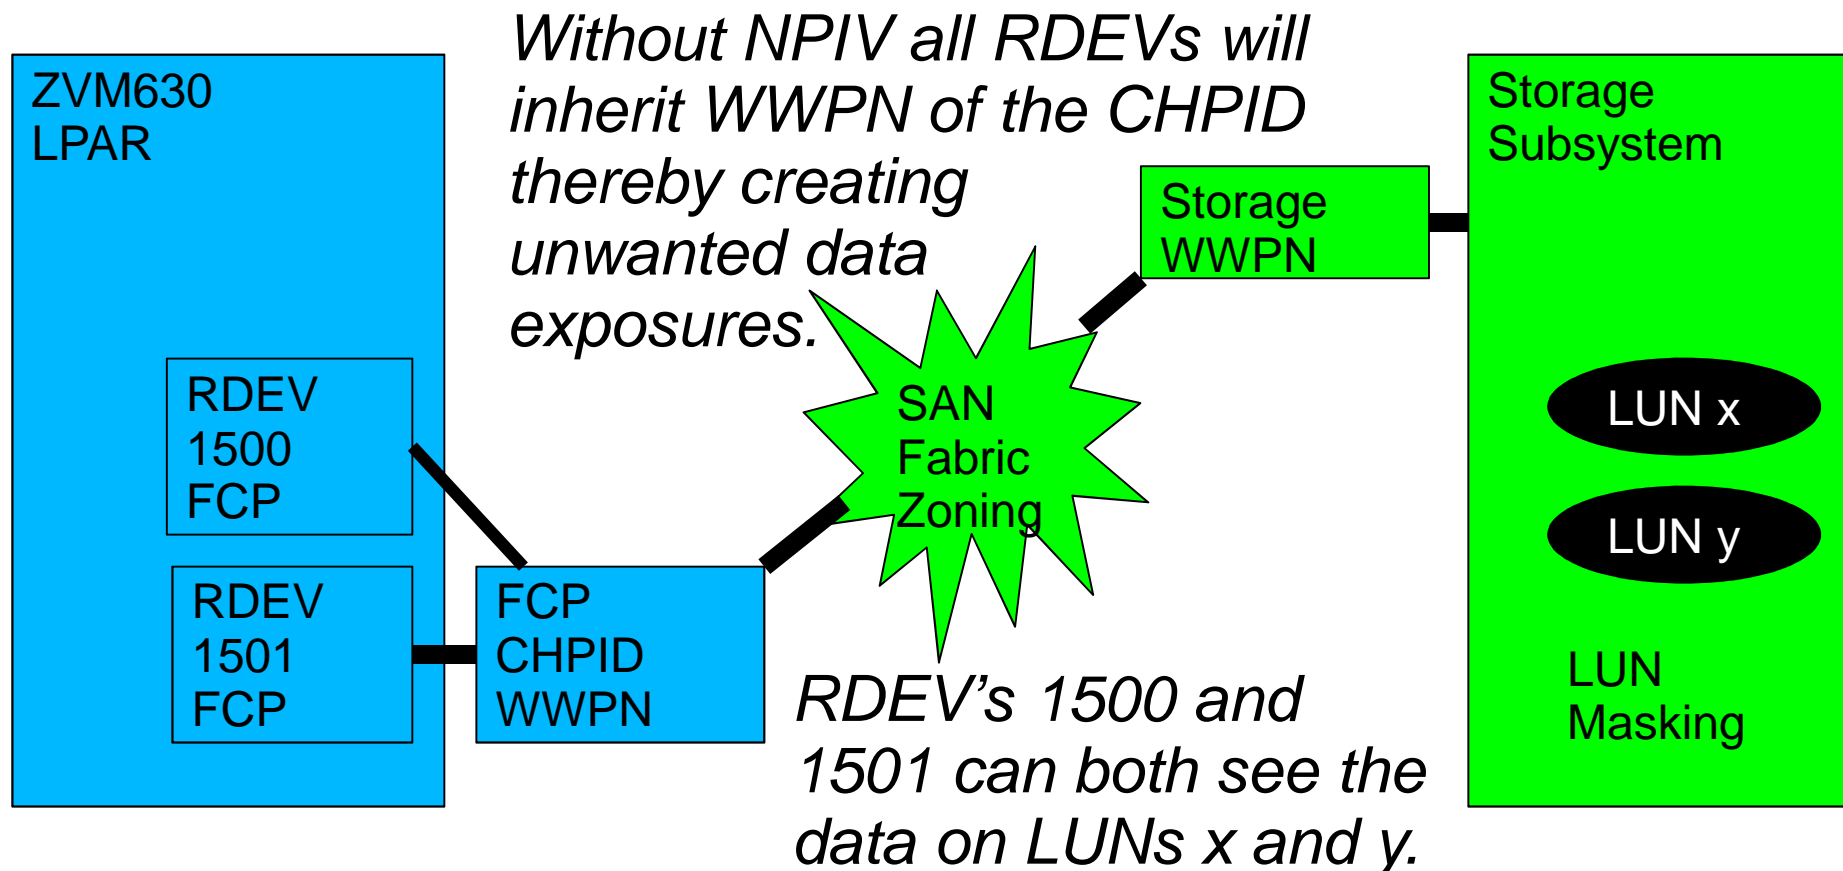 Without NPIV all RDEVs will
inherit WWPN of the CHPID
thereby creating
unwanted data
exposures.
ZVM630
LPAR
RDEV
1500
FCP
RDEV
1501
FCP
FCP
CHPID
WWPN
SAN
Fabric
Zoning
Storage
WWPN
Storage
Subsystem
LUN x
LUN y
LUN
Masking
RDEV’s 1500 and
1501 can both see the
data on LUNs x and y.